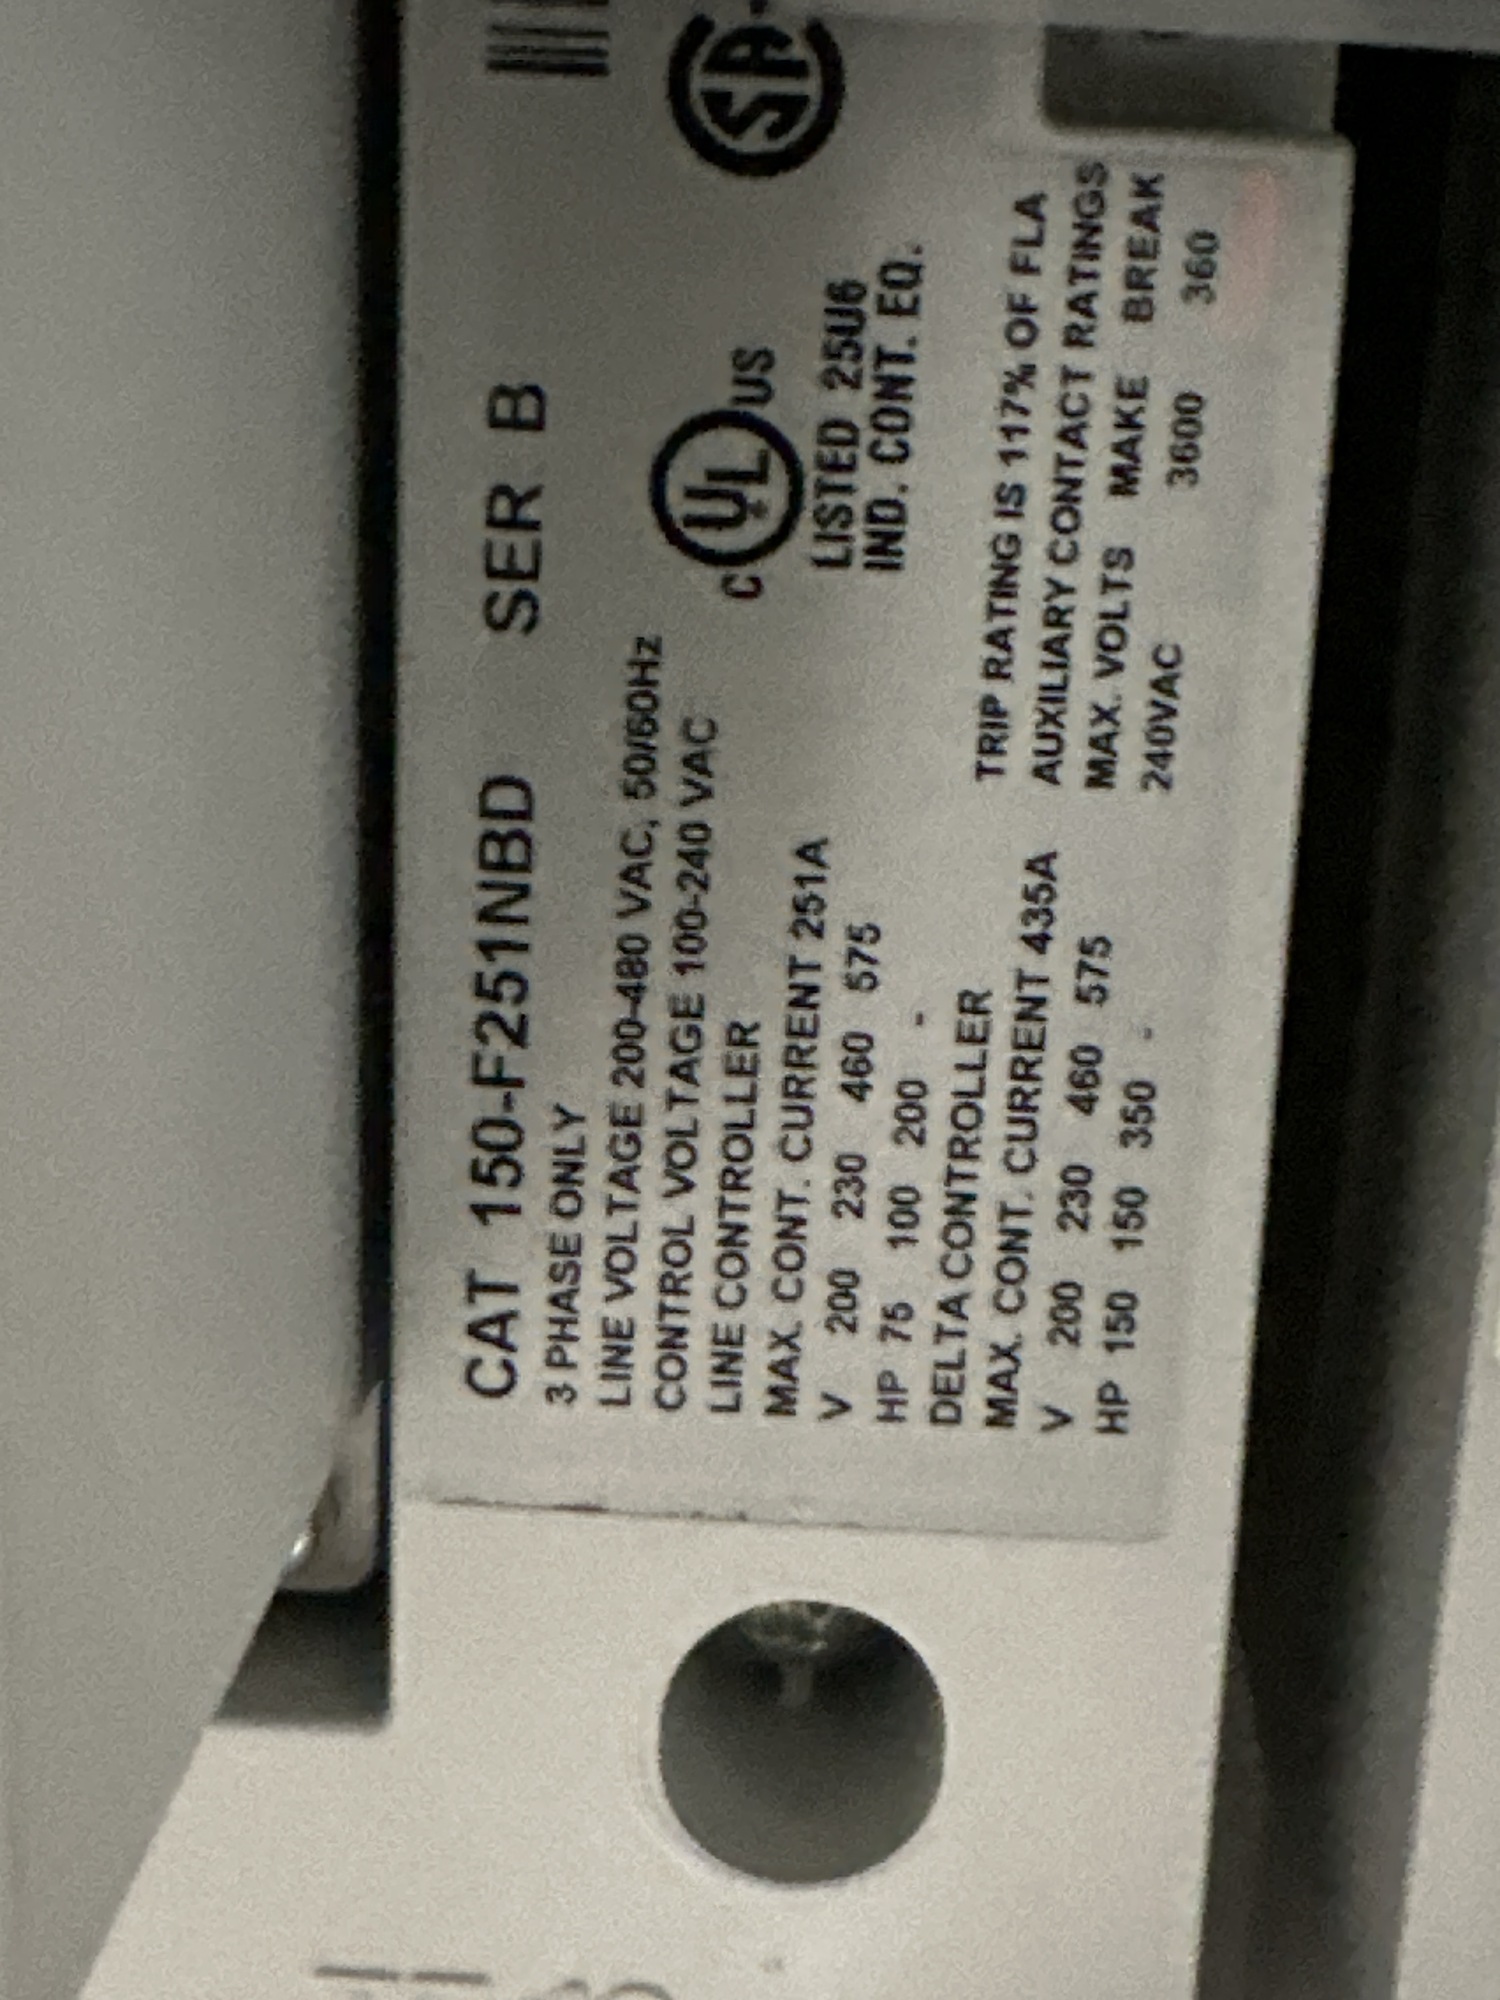 CAT 150-F251NBD SER B
3 PHASE ONLY
LINE VOLTAGE 200-480 VAC, 50/60Hz
CONTROL VOLTAGE 100-240 VAC
LINE CONTROLLER
MAX. CONT. CURRENT 251A
V 200 230 460 575
HP 75 100 200 -
DELTA CONTROLLER
MAX. CONT. CURRENT 435A
V 200 230 460 575
HP 150 150 350 -
C UL US
LISTED 25U6
IND. CONT. EQ.
SA
TRIP RATING IS 117% OF FLA
AUXILIARY CONTACT RATINGS
MAX. VOLTS MAKE BREAK
240VAC 3600 360